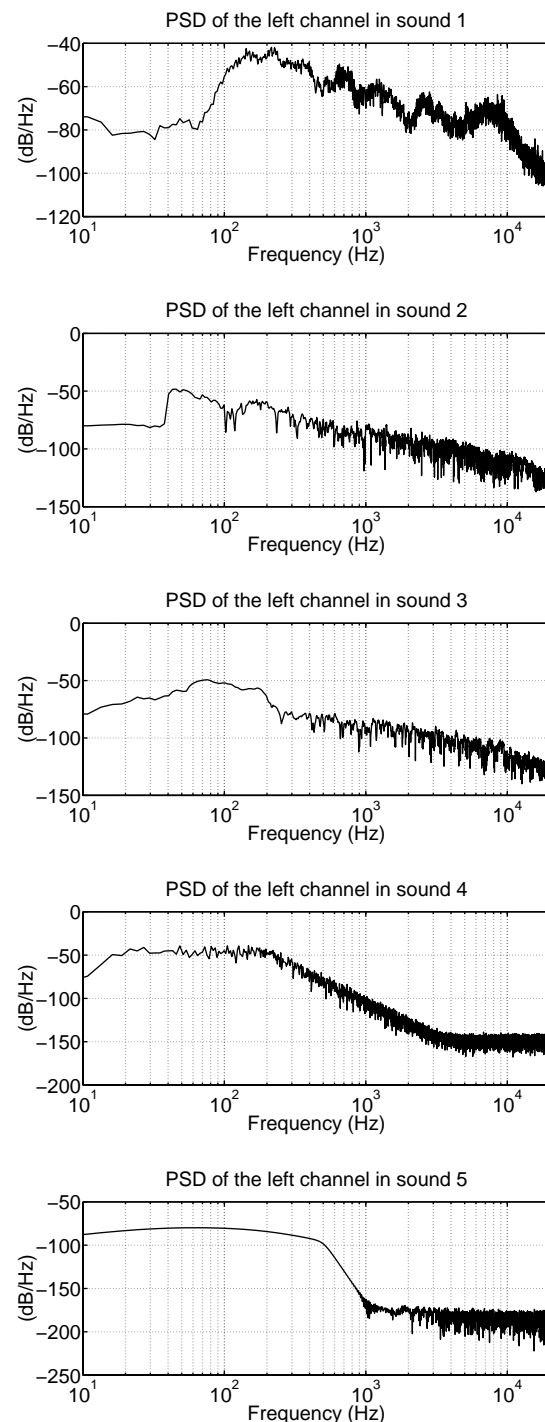 PSD of the left channel in sound 1
−40
−60
−80
−100
−120
(dB/Hz)
10^1 10^2 10^3 10^4
Frequency (Hz)
PSD of the left channel in sound 2
0
−50
−100
−150
(dB/Hz)
10^1 10^2 10^3 10^4
Frequency (Hz)
PSD of the left channel in sound 3
0
−50
−100
−150
(dB/Hz)
10^1 10^2 10^3 10^4
Frequency (Hz)
PSD of the left channel in sound 4
0
−50
−100
−150
−200
(dB/Hz)
10^1 10^2 10^3 10^4
Frequency (Hz)
PSD of the left channel in sound 5
−50
−100
−150
−200
−250
(dB/Hz)
10^1 10^2 10^3 10^4
Frequency (Hz)